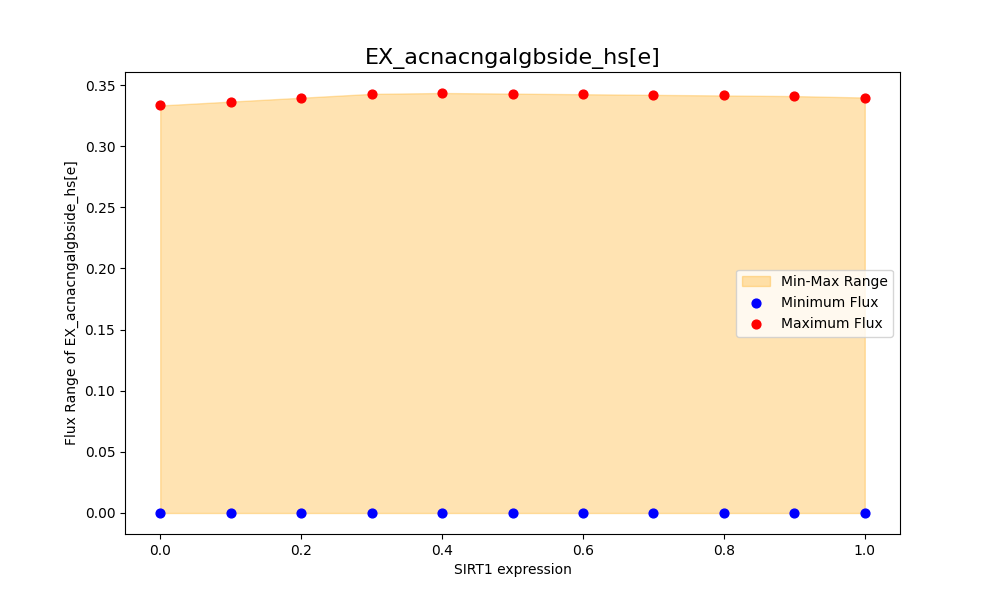 EX_acnacngalgbside_hs[e]
Flux Range of EX_acnacngalgbside_hs[e]
0.35
0.30
0.25
0.20
0.15
0.10
0.05
0.00
Min-Max Range
Minimum Flux
Maximum Flux
0.0 0.2 0.4 0.6 0.8 1.0
SIRT1 expression